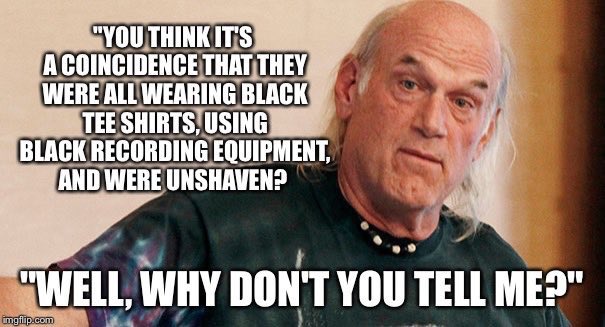 "YOU THINK IT'S
A COINCIDENCE THAT THEY
WERE ALL WEARING BLACK
TEE SHIRTS, USING
BLACK RECORDING EQUIPMENT,
AND WERE UNSHAVEN?
"WELL, WHY DON'T YOU TELL ME?"
imgflip.com